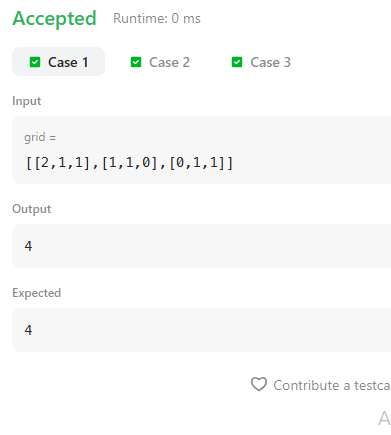 Accepted Runtime: 0 ms
Case 1 Case 2 Case 3
Input
grid =
[[2,1,1],[1,1,0],[0,1,1]]
Output
4
Expected
4
Contribute a testca
A